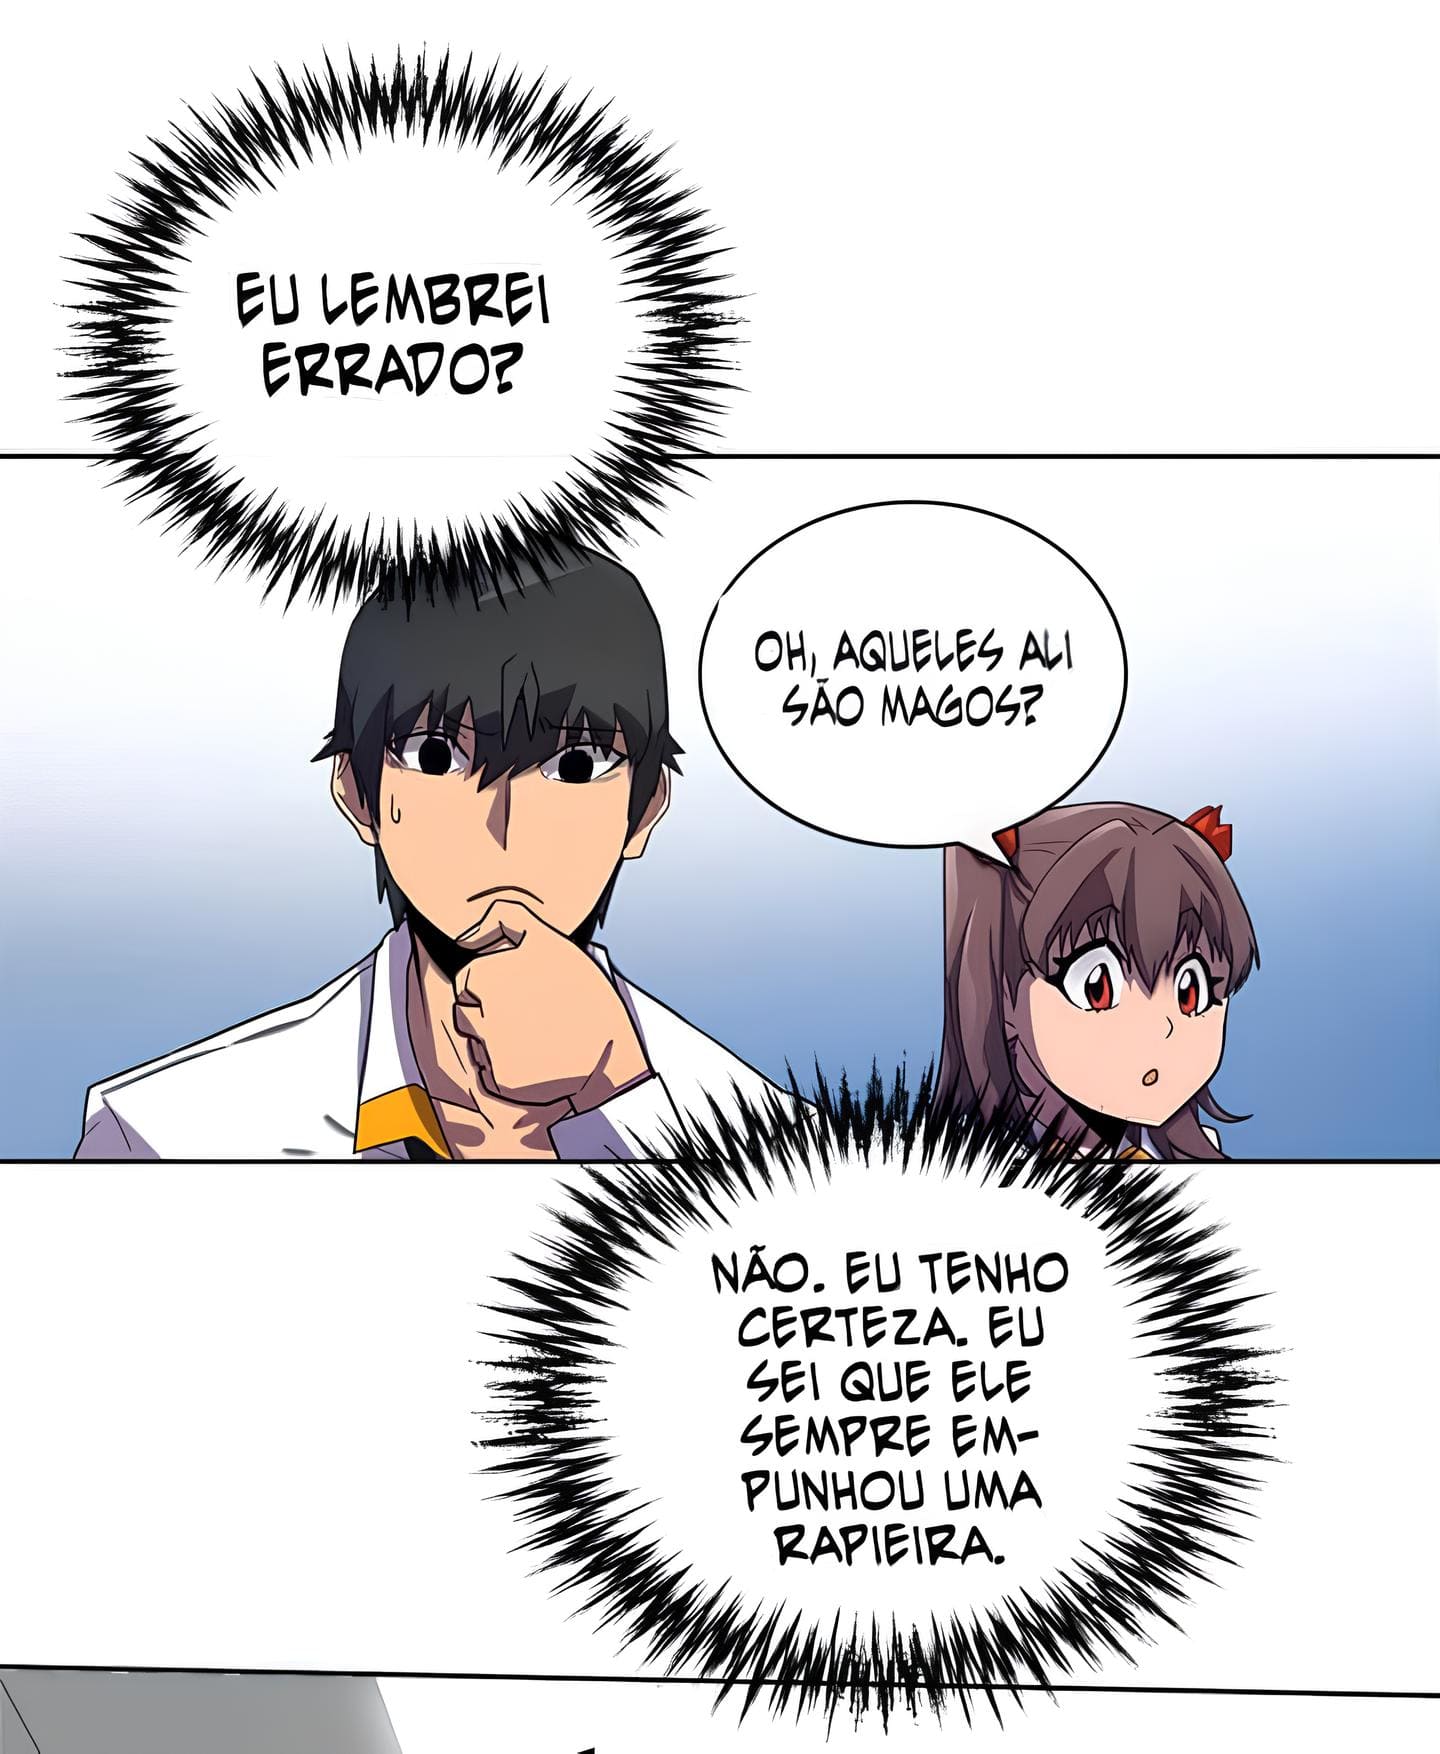 EU LEMBREI
ERRADO?
OH, AQUELES ALI
SÃO MAGOS?
NÃO. EU TENHO
CERTEZA. EU
SEI QUE ELE
SEMPRE EM-
PUNHOU UMA
RAPIEIRA.